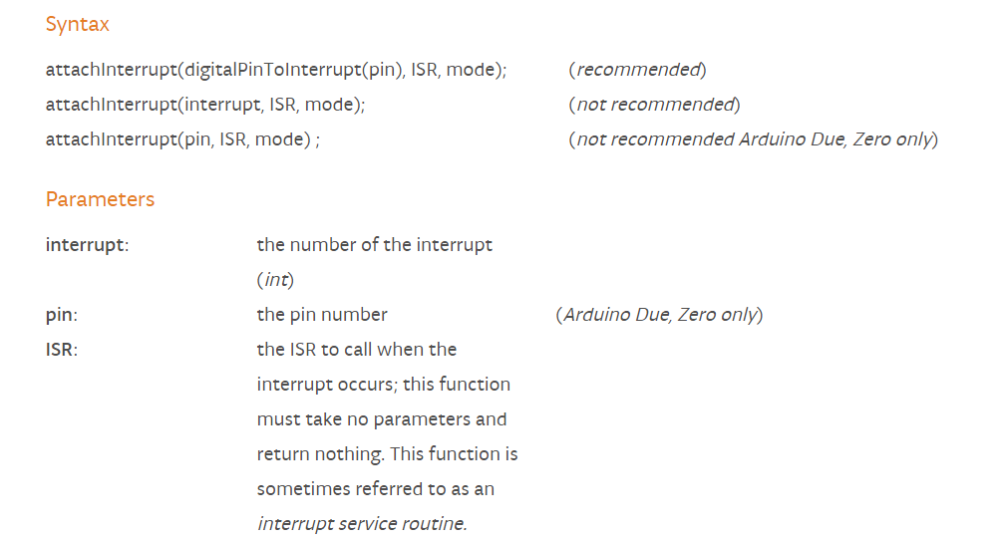 Syntax
attachInterrupt(digitalPinToInterrupt(pin), ISR, mode); (recommended)
attachInterrupt(interrupt, ISR, mode); (not recommended)
attachInterrupt(pin, ISR, mode) ; (not recommended Arduino Due, Zero only)
Parameters
interrupt: the number of the interrupt
(int)
pin: the pin number (Arduino Due, Zero only)
ISR: the ISR to call when the
interrupt occurs; this function
must take no parameters and
return nothing. This function is
sometimes referred to as an
interrupt service routine.